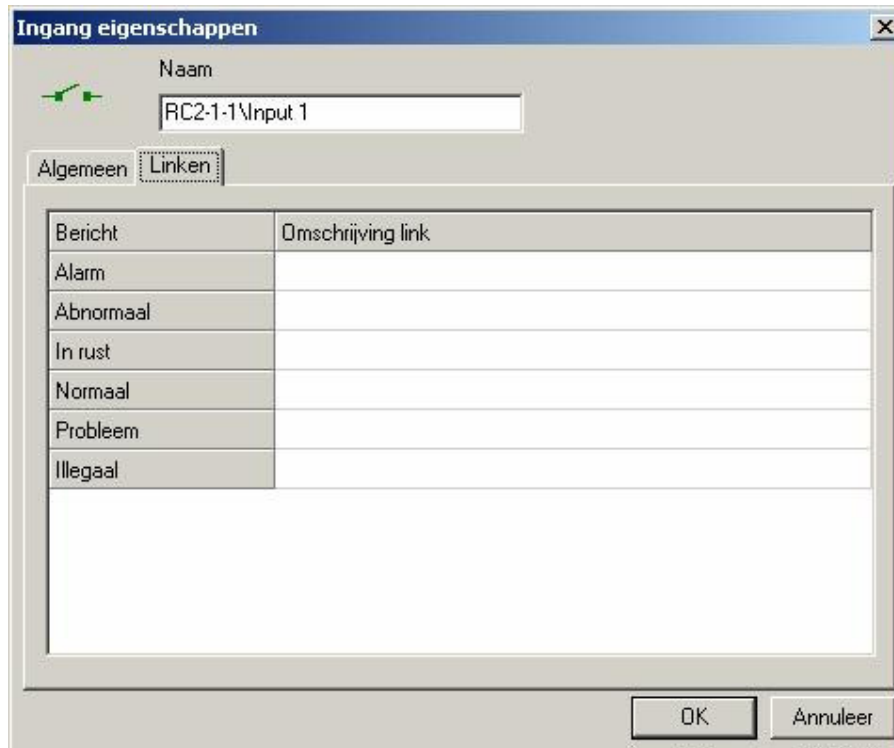 Ingang eigenschappen
Naam
RC2-1-1\Input 1
Algemeen Linken
Bericht Omschrijving link
Alarm
Abnormaal
In rust
Normaal
Probleem
Illegaal
OK Annuleer